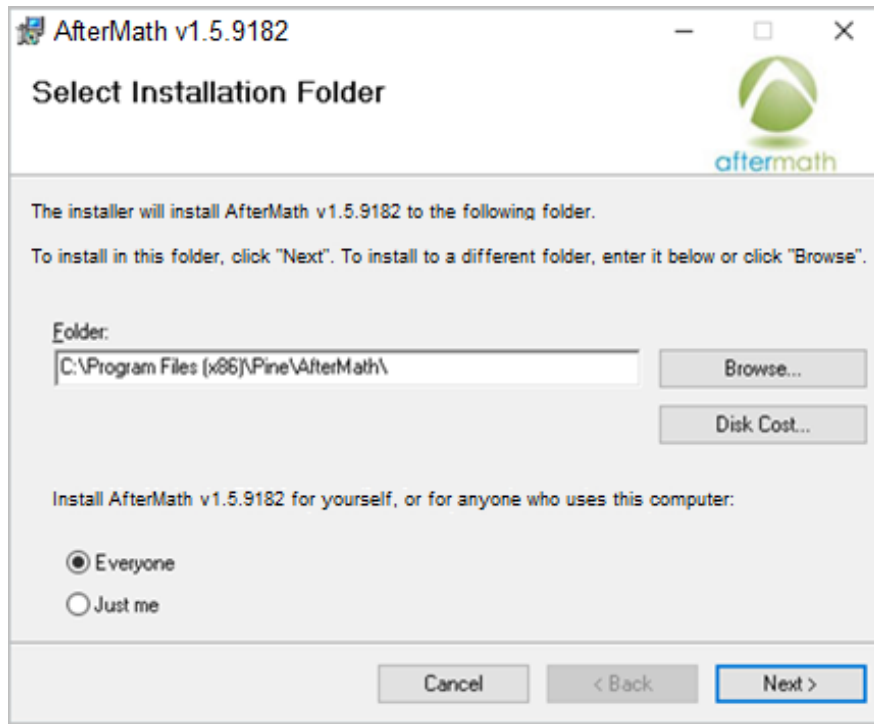 AfterMath v1.5.9182
Select Installation Folder
aftermath
The installer will install AfterMath v1.5.9182 to the following folder.
To install in this folder, click "Next". To install to a different folder, enter it below or click "Browse".
Folder:
C:\Program Files (x86)\Pine\AfterMath\
Browse...
Disk Cost...
Install AfterMath v1.5.9182 for yourself, or for anyone who uses this computer:
Everyone
Just me
Cancel
< Back
Next >